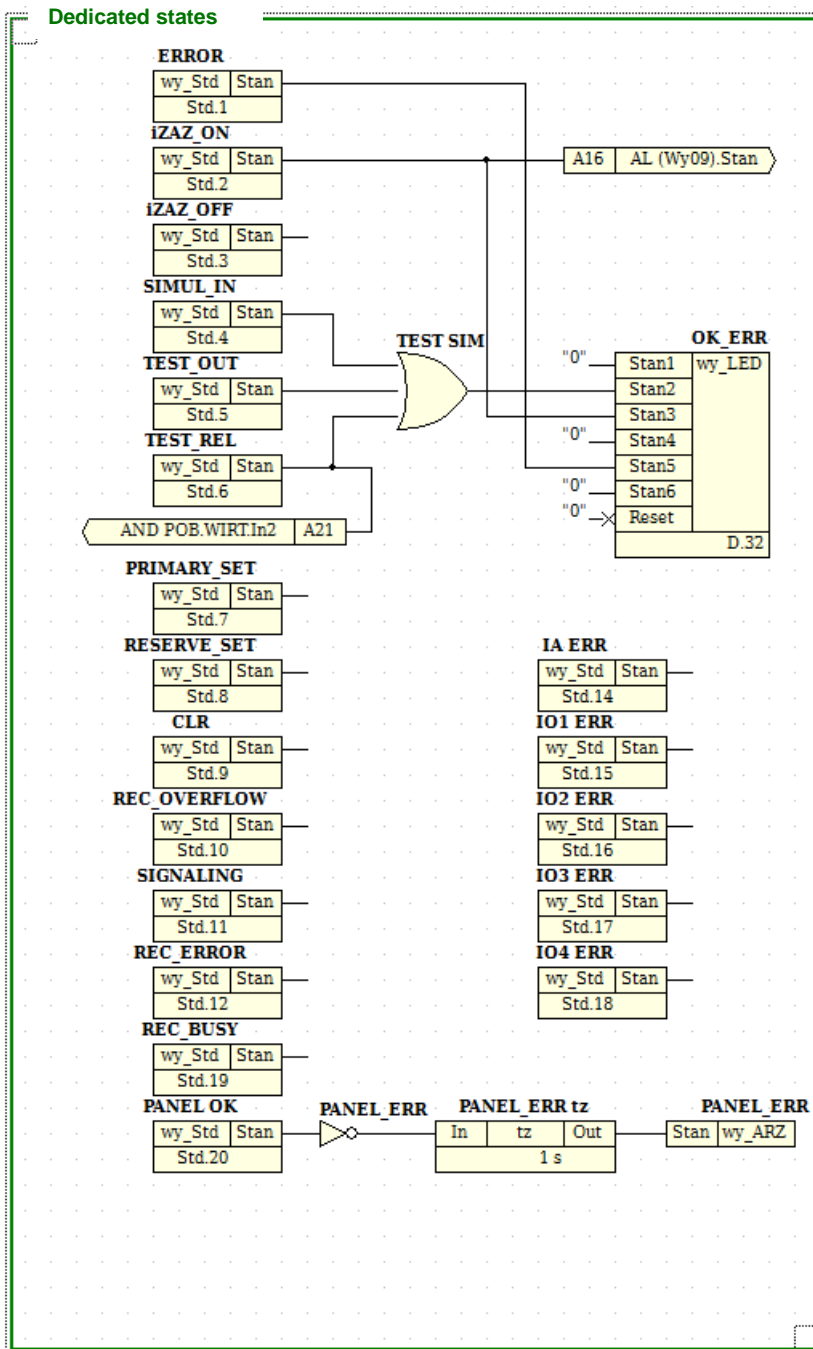 Dedicated states
ERROR
wy_Std Stan
Std.1
iZAZ_ON
wy_Std Stan
A16 AL (Wy09).Stan
Std.2
iZAZ_OFF
wy_Std Stan
Std.3
SIMUL_IN
wy_Std Stan
Std.4
TEST SIM
OK_ERR
TEST_OUT
"0" Stan1 wy_LED
wy_Std Stan
Stan2
Std.5
Stan3
TEST_REL
"0" Stan4
wy_Std Stan
Stan5
Std.6
"0" Stan6
"0" Reset
AND POB.WIRT.In2 A21
D.32
PRIMARY_SET
wy_Std Stan
Std.7
RESERVE_SET
IA ERR
wy_Std Stan
wy_Std Stan
Std.8
Std.14
CLR
IO1 ERR
wy_Std Stan
wy_Std Stan
Std.9
Std.15
REC_OVERFLOW
IO2 ERR
wy_Std Stan
wy_Std Stan
Std.10
Std.16
SIGNALING
IO3 ERR
wy_Std Stan
wy_Std Stan
Std.11
Std.17
REC_ERROR
IO4 ERR
wy_Std Stan
wy_Std Stan
Std.12
Std.18
REC_BUSY
wy_Std Stan
Std.19
PANEL OK
PANEL_ERR
PANEL_ERR tz
PANEL_ERR
wy_Std Stan
In tz Out
Stan wy_ARZ
Std.20
1 s